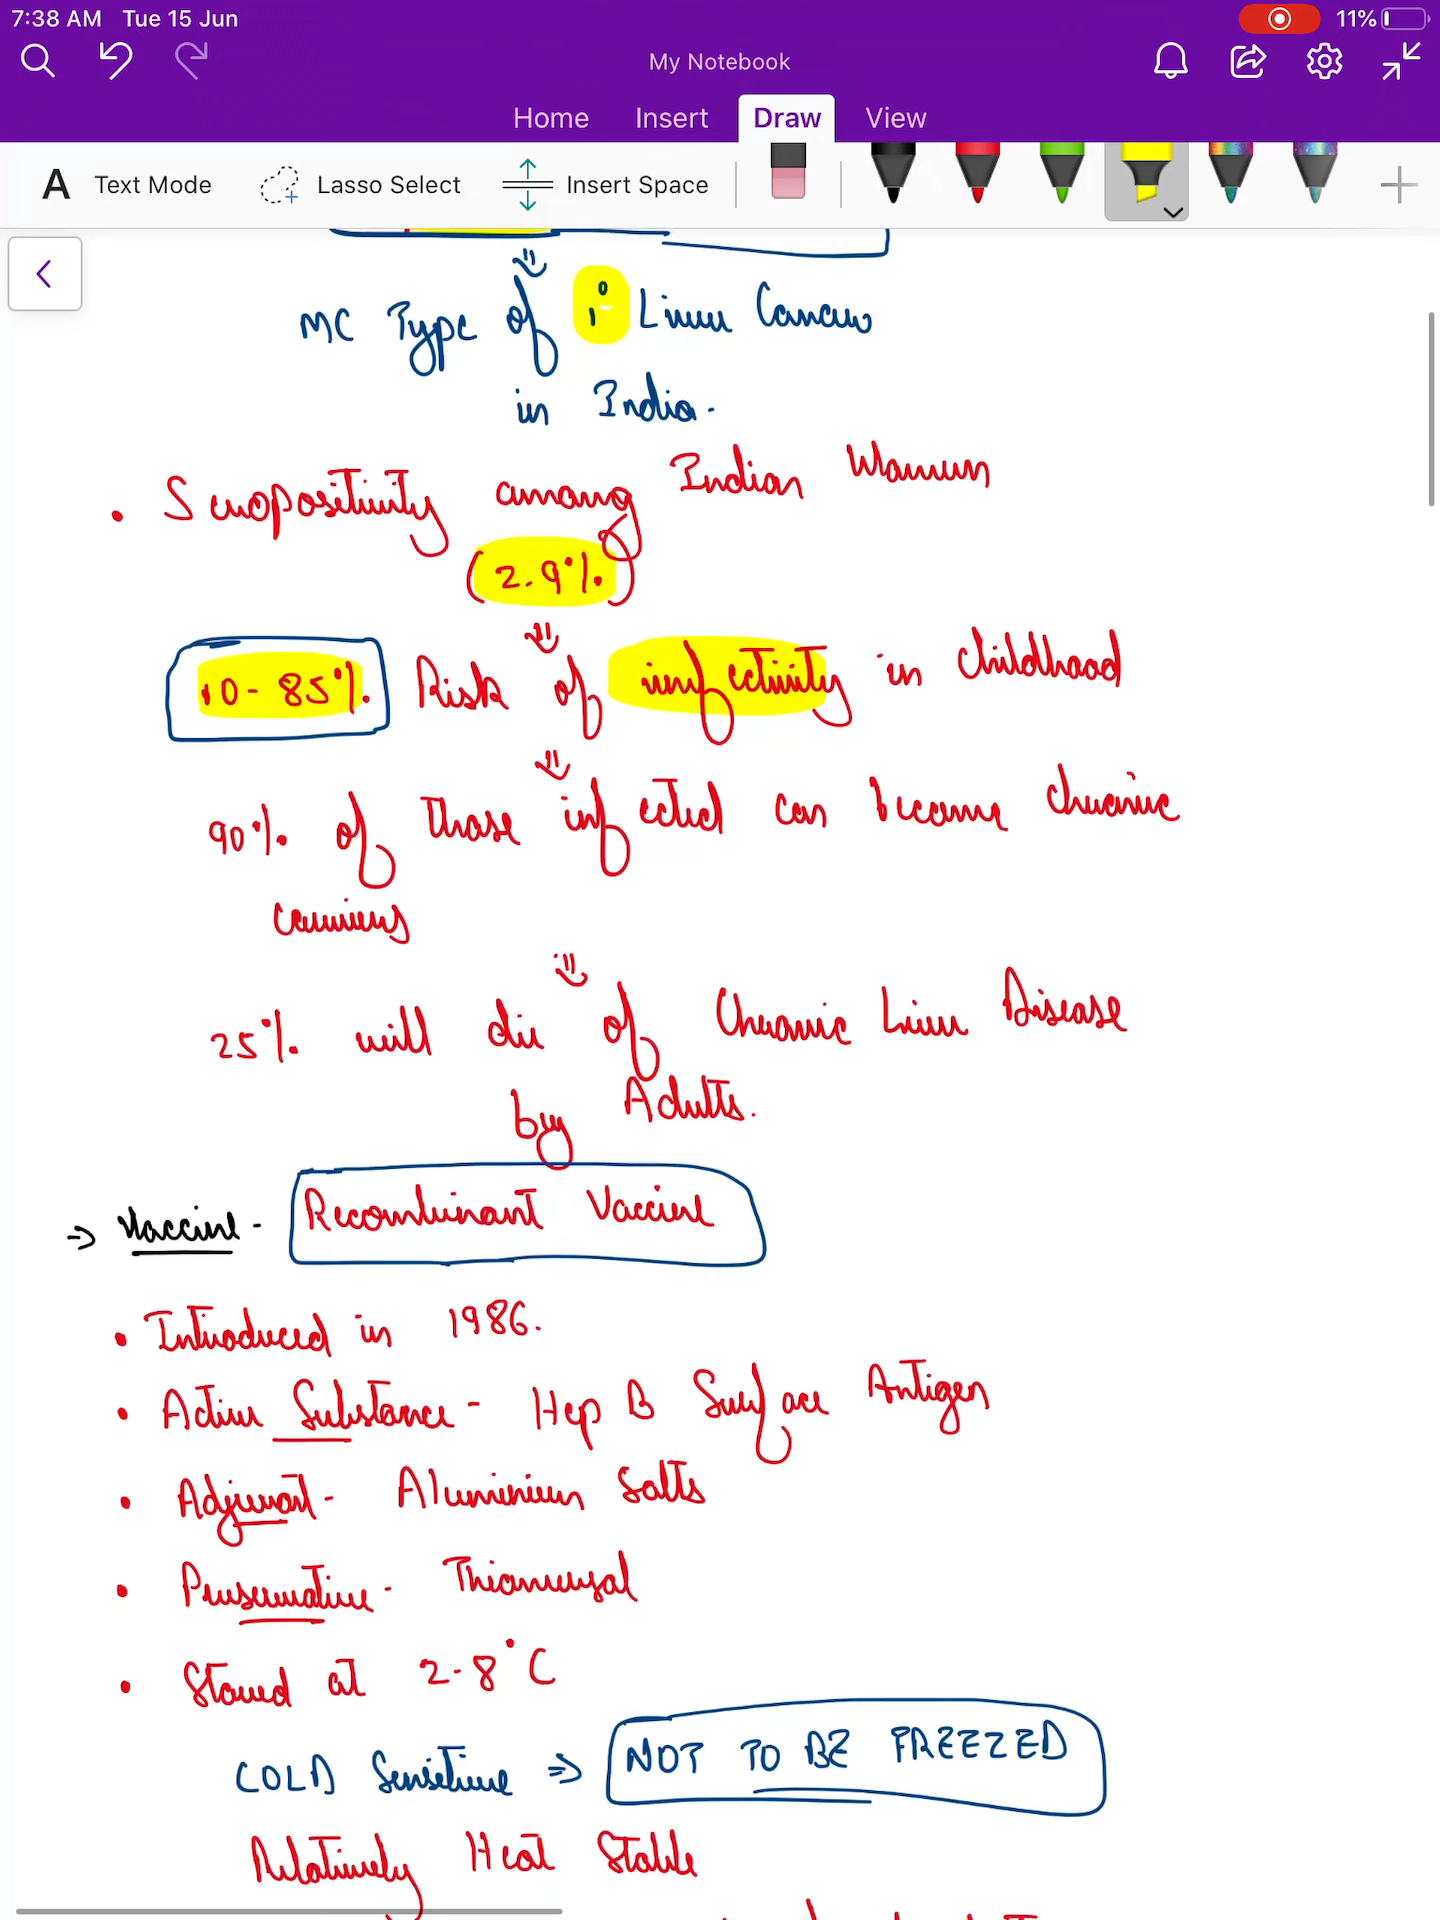 7:38 AM Tue 15 Jun
11%
My Notebook
Home Insert Draw View
A Text Mode Lasso Select Insert Space
MC Type of 1° Liver Cancer
in India.
• Seropositivity among Indian Women
(2.9%)
10-85% Risk of infectivity in childhood
90% of those infected can become chronic
carriers
25% will die of Chronic Liver Disease
by Adults.
⇒ Vaccine - Recombinant Vaccine
• Introduced in 1986.
• Active Substance - Hep B Surface Antigen
• Adjuvant - Aluminium Salts
• Preservative - Thiomersal
• Stored at 2-8°C
COLD Sensitive ⇒ NOT TO BE FREEZED
Relatively Heat Stable